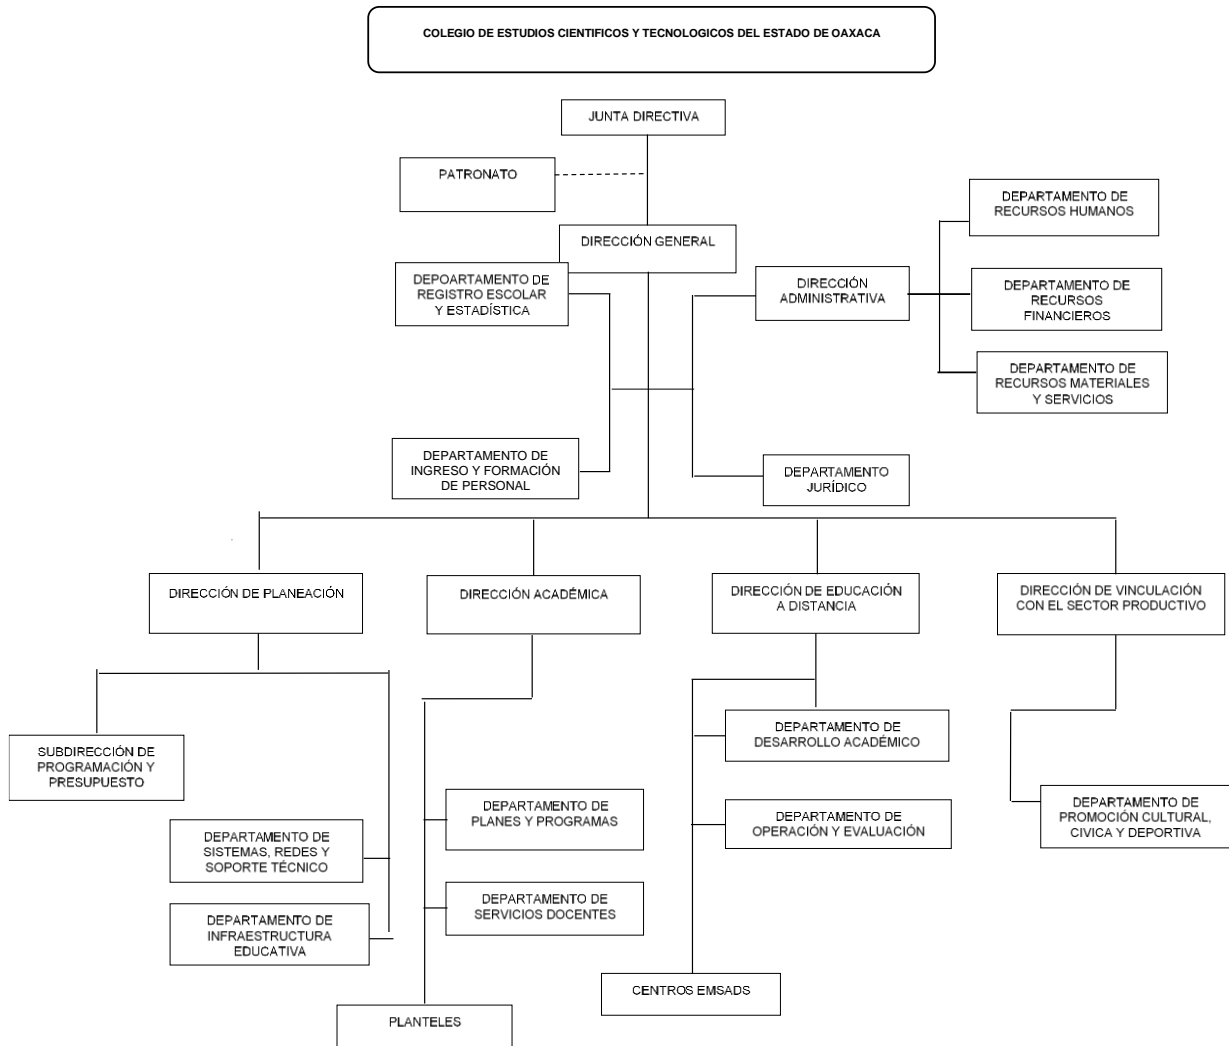 COLEGIO DE ESTUDIOS CIENTIFICOS Y TECNOLOGICOS DEL ESTADO DE OAXACA
JUNTA DIRECTIVA
PATRONATO
DEPARTAMENTO DE
RECURSOS HUMANOS
DIRECCIÓN GENERAL
DEPOARTAMENTO DE
REGISTRO ESCOLAR
Y ESTADÍSTICA
DIRECCIÓN
ADMINISTRATIVA
DEPARTAMENTO DE
RECURSOS
FINANCIEROS
DEPARTAMENTO DE
RECURSOS MATERIALES
Y SERVICIOS
DEPARTAMENTO DE
INGRESO Y FORMACIÓN
DE PERSONAL
DEPARTAMENTO
JURÍDICO
DIRECCIÓN DE PLANEACIÓN
DIRECCIÓN ACADÉMICA
DIRECCIÓN DE EDUCACIÓN
A DISTANCIA
DIRECCIÓN DE VINCULACIÓN
CON EL SECTOR PRODUCTIVO
SUBDIRECCIÓN DE
PROGRAMACIÓN Y
PRESUPUESTO
DEPARTAMENTO DE
DESARROLLO ACADÉMICO
DEPARTAMENTO DE
PLANES Y PROGRAMAS
DEPARTAMENTO DE
OPERACIÓN Y EVALUACIÓN
DEPARTAMENTO DE
PROMOCIÓN CULTURAL,
CIVICA Y DEPORTIVA
DEPARTAMENTO DE
SISTEMAS, REDES Y
SOPORTE TÉCNICO
DEPARTAMENTO DE
SERVICIOS DOCENTES
DEPARTAMENTO DE
INFRAESTRUCTURA
EDUCATIVA
CENTROS EMSADS
PLANTELES